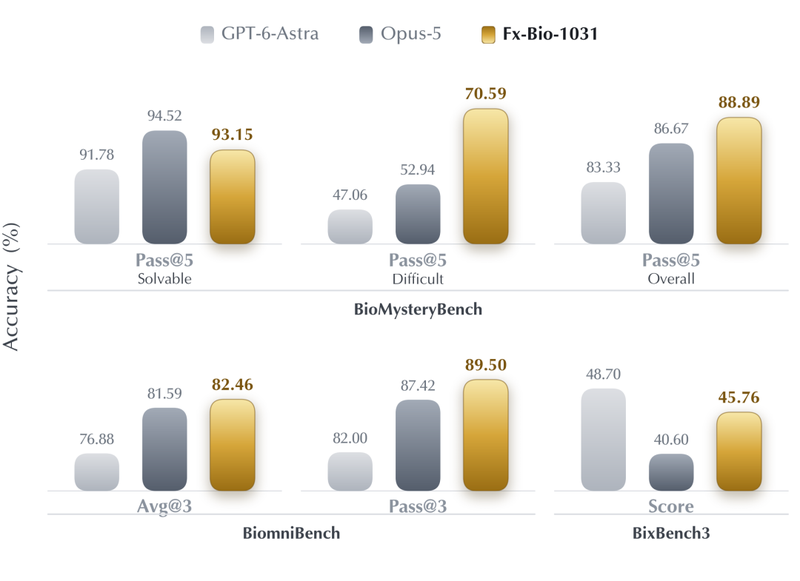 GPT-6-Astra Opus-5 Fx-Bio-1031
Accuracy (%)
91.78 94.52 93.15
Pass@5
Solvable
47.06 52.94 70.59
Pass@5
Difficult
83.33 86.67 88.89
Pass@5
Overall
BioMysteryBench
76.88 81.59 82.46
Avg@3
82.00 87.42 89.50
Pass@3
BiomniBench
48.70 40.60 45.76
Score
BixBench3